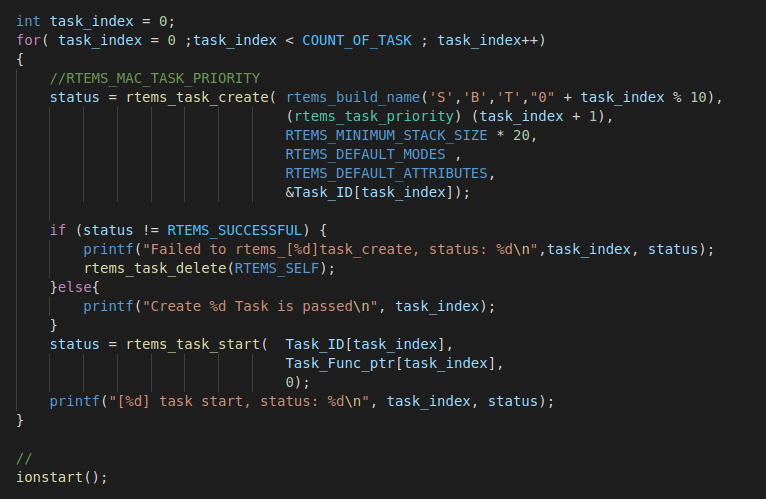 int task_index = 0;
for( task_index = 0 ;task_index < COUNT_OF_TASK ; task_index++)
{
    //RTEMS_MAC_TASK_PRIORITY
    status = rtems_task_create( rtems_build_name('S','B','T',"0" + task_index % 10),
                                (rtems_task_priority) (task_index + 1),
                                RTEMS_MINIMUM_STACK_SIZE * 20,
                                RTEMS_DEFAULT_MODES ,
                                RTEMS_DEFAULT_ATTRIBUTES,
                                &Task_ID[task_index]);
    if (status != RTEMS_SUCCESSFUL) {
        printf("Failed to rtems_[%d]task_create, status: %d\n",task_index, status);
        rtems_task_delete(RTEMS_SELF);
    }else{
        printf("Create %d Task is passed\n", task_index);
    }
    status = rtems_task_start(  Task_ID[task_index],
                                Task_Func_ptr[task_index],
                                0);
    printf("[%d] task start, status: %d\n", task_index, status);
}
//
ionstart();